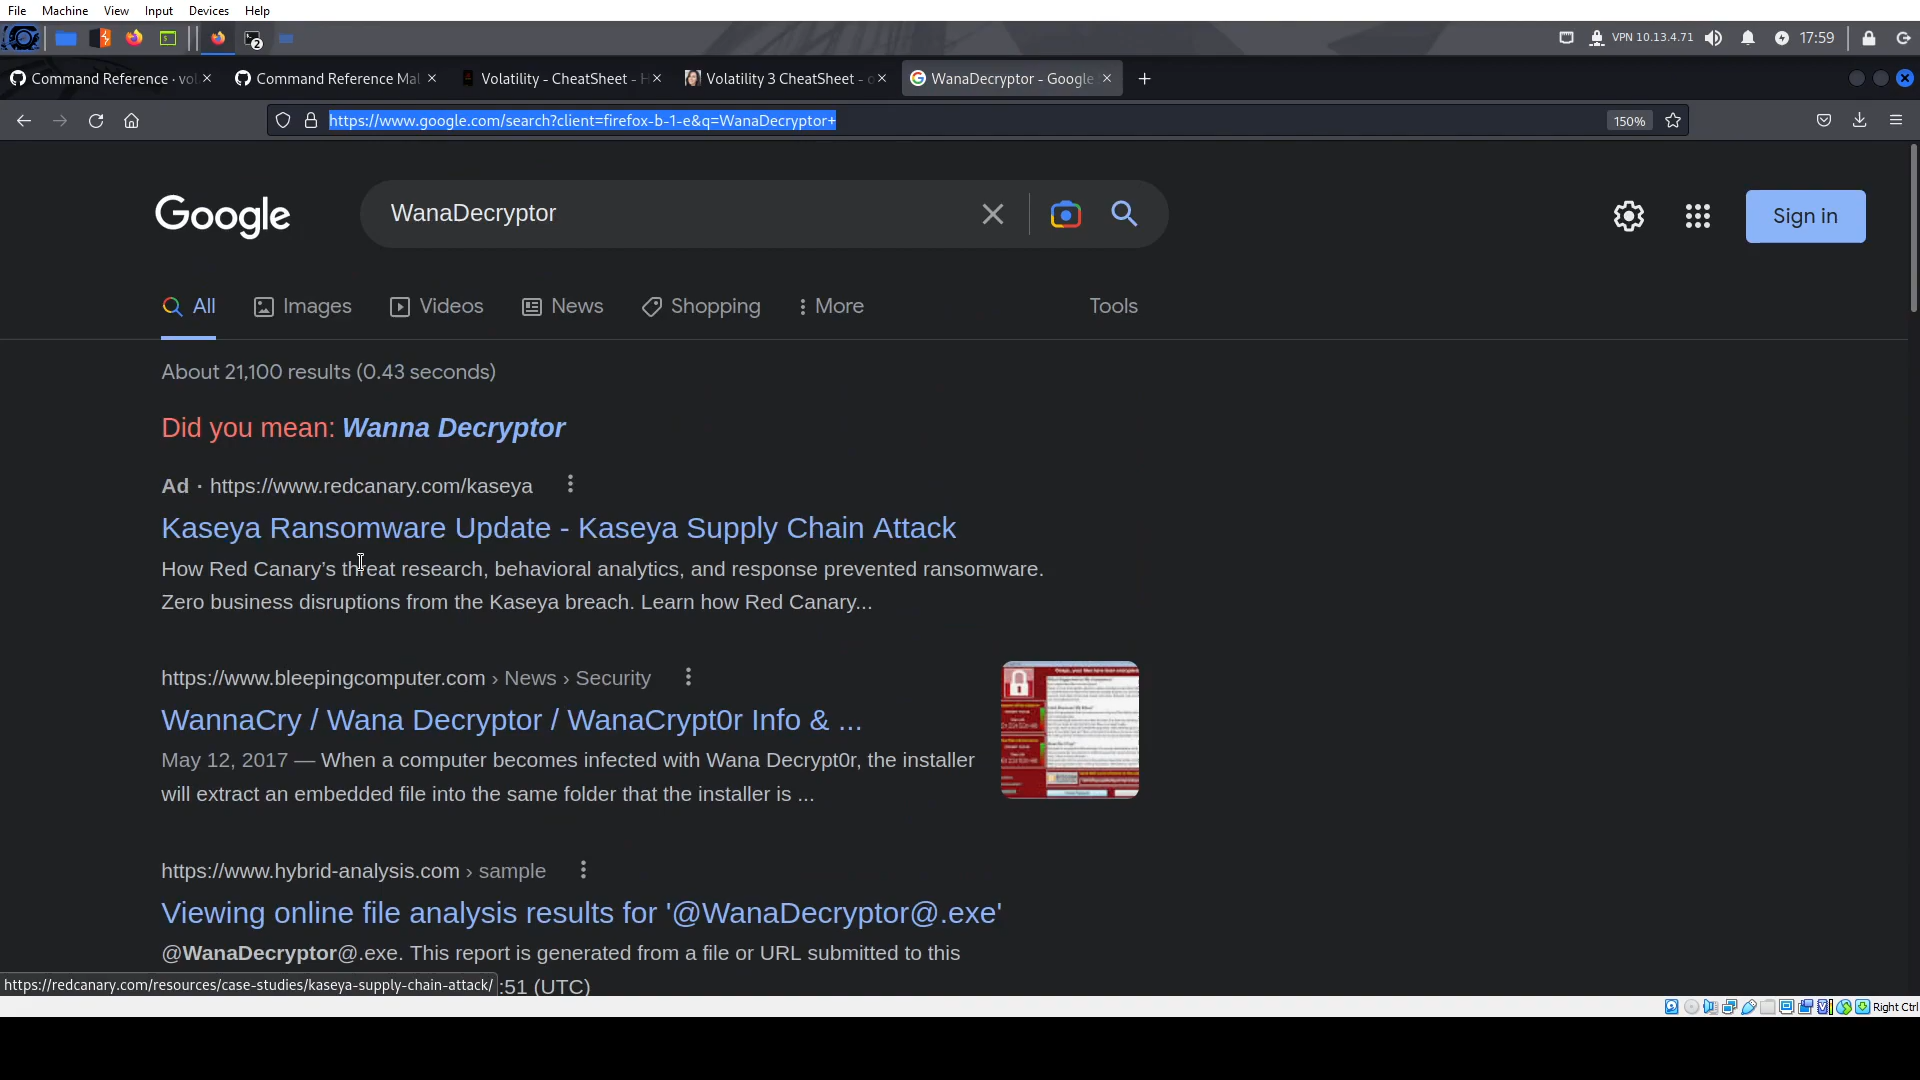 File Machine View Input Devices Help
2 VPN 10.13.4.71 17:59
Command Reference · vol Command Reference Mal Volatility - CheatSheet - H Volatility 3 CheatSheet - o WanaDecryptor - Google
https://www.google.com/search?client=firefox-b-1-e&q=WanaDecryptor+ 150%
Google WanaDecryptor Sign in
All Images Videos News Shopping More Tools
About 21,100 results (0.43 seconds)
Did you mean: Wanna Decryptor
Ad · https://www.redcanary.com/kaseya
Kaseya Ransomware Update - Kaseya Supply Chain Attack
How Red Canary’s threat research, behavioral analytics, and response prevented ransomware.
Zero business disruptions from the Kaseya breach. Learn how Red Canary...
https://www.bleepingcomputer.com › News › Security
WannaCry / Wana Decryptor / WanaCrypt0r Info & ...
May 12, 2017 — When a computer becomes infected with Wana Decrypt0r, the installer
will extract an embedded file into the same folder that the installer is ...
https://www.hybrid-analysis.com › sample
Viewing online file analysis results for '@WanaDecryptor@.exe'
@WanaDecryptor@.exe. This report is generated from a file or URL submitted to this
https://redcanary.com/resources/case-studies/kaseya-supply-chain-attack/ :51 (UTC)
Right Ctrl